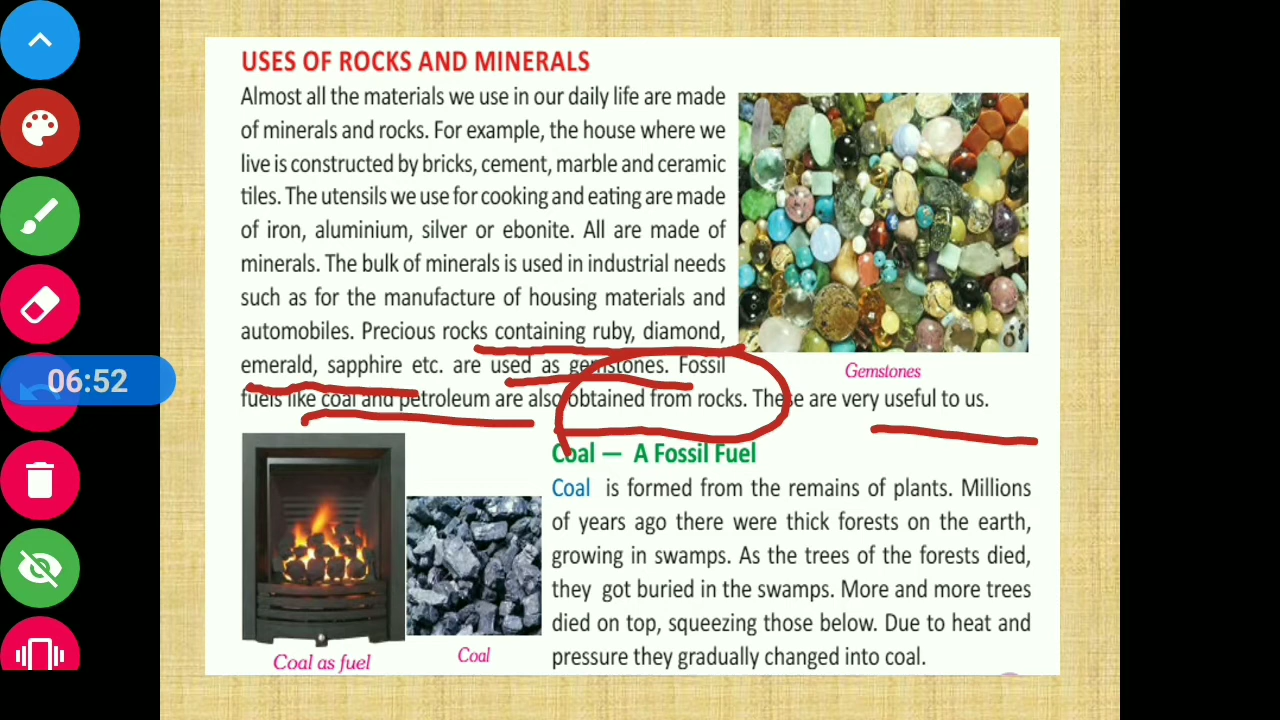 USES OF ROCKS AND MINERALS
Almost all the materials we use in our daily life are made
of minerals and rocks. For example, the house where we
live is constructed by bricks, cement, marble and ceramic
tiles. The utensils we use for cooking and eating are made
of iron, aluminium, silver or ebonite. All are made of
minerals. The bulk of minerals is used in industrial needs
such as for the manufacture of housing materials and
automobiles. Precious rocks containing ruby, diamond,
emerald, sapphire etc. are used as gemstones. Fossil
fuels like coal and petroleum are also obtained from rocks. These are very useful to us.
Gemstones
06:52
Coal — A Fossil Fuel
Coal is formed from the remains of plants. Millions
of years ago there were thick forests on the earth,
growing in swamps. As the trees of the forests died,
they got buried in the swamps. More and more trees
died on top, squeezing those below. Due to heat and
pressure they gradually changed into coal.
Coal as fuel
Coal